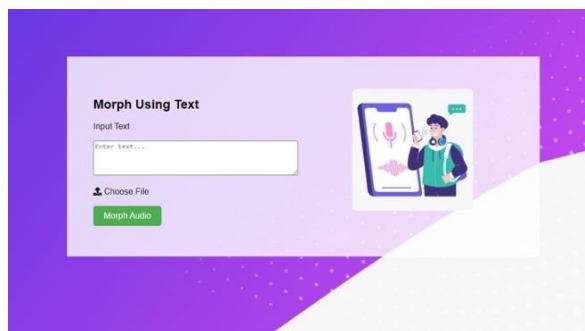 Morph Using Text
Input Text :
Enter text...
Choose File
Morph Audio